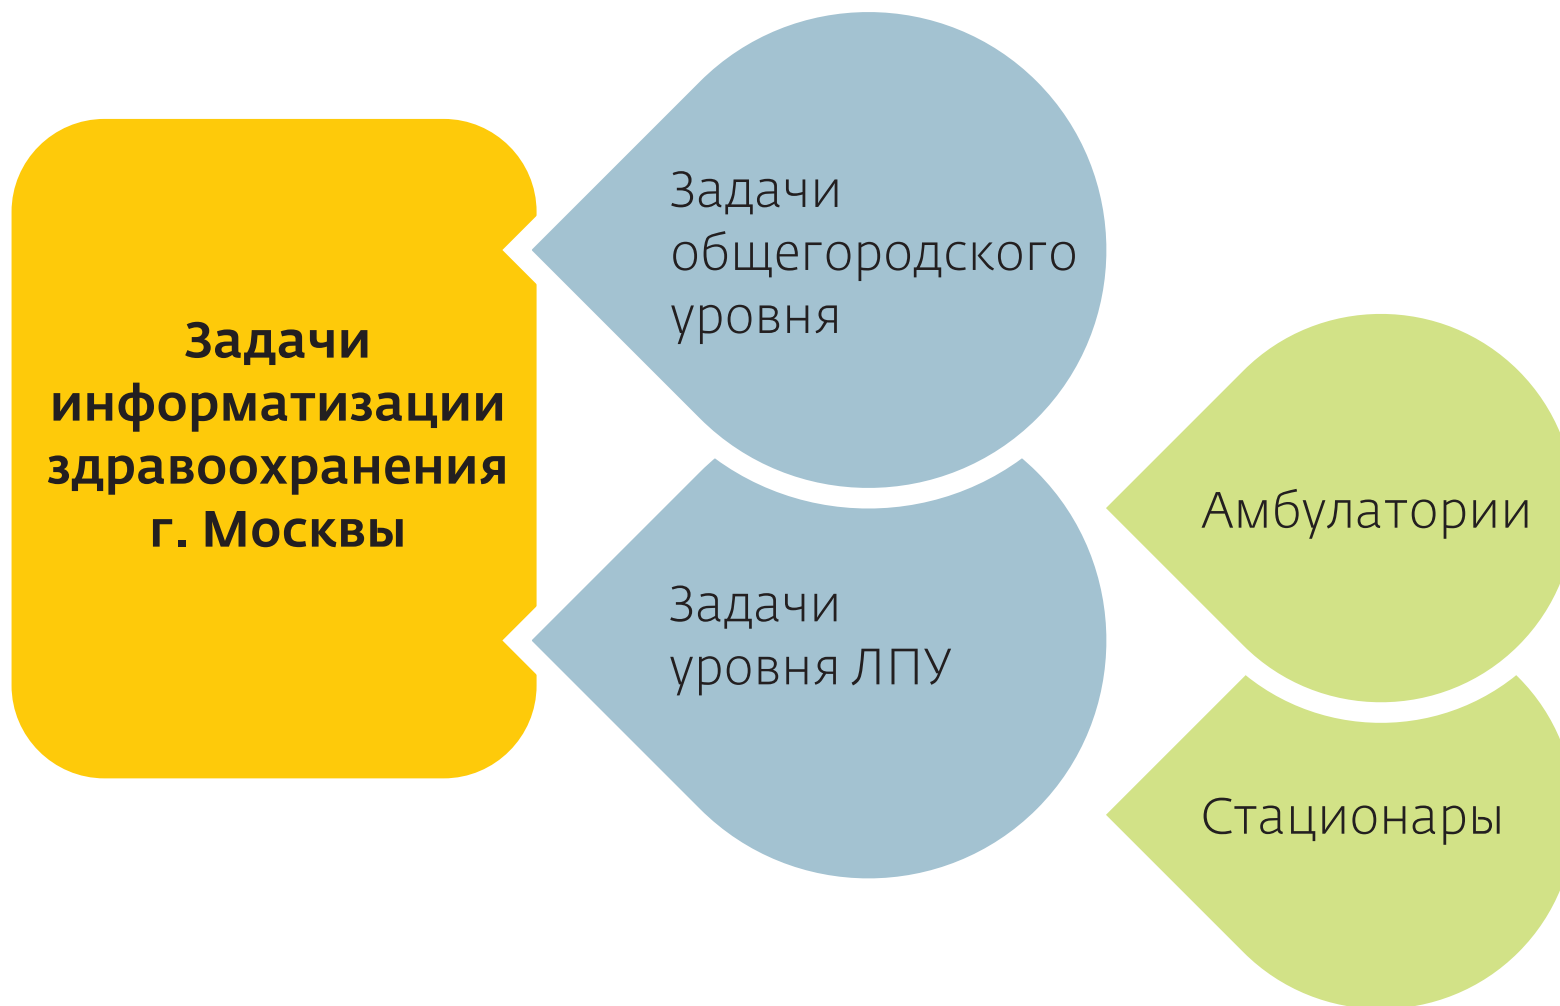 Задачи
информатизации
здравоохранения
г. Москвы
Задачи
общегородского
уровня
Задачи
уровня ЛПУ
Амбулатории
Стационары